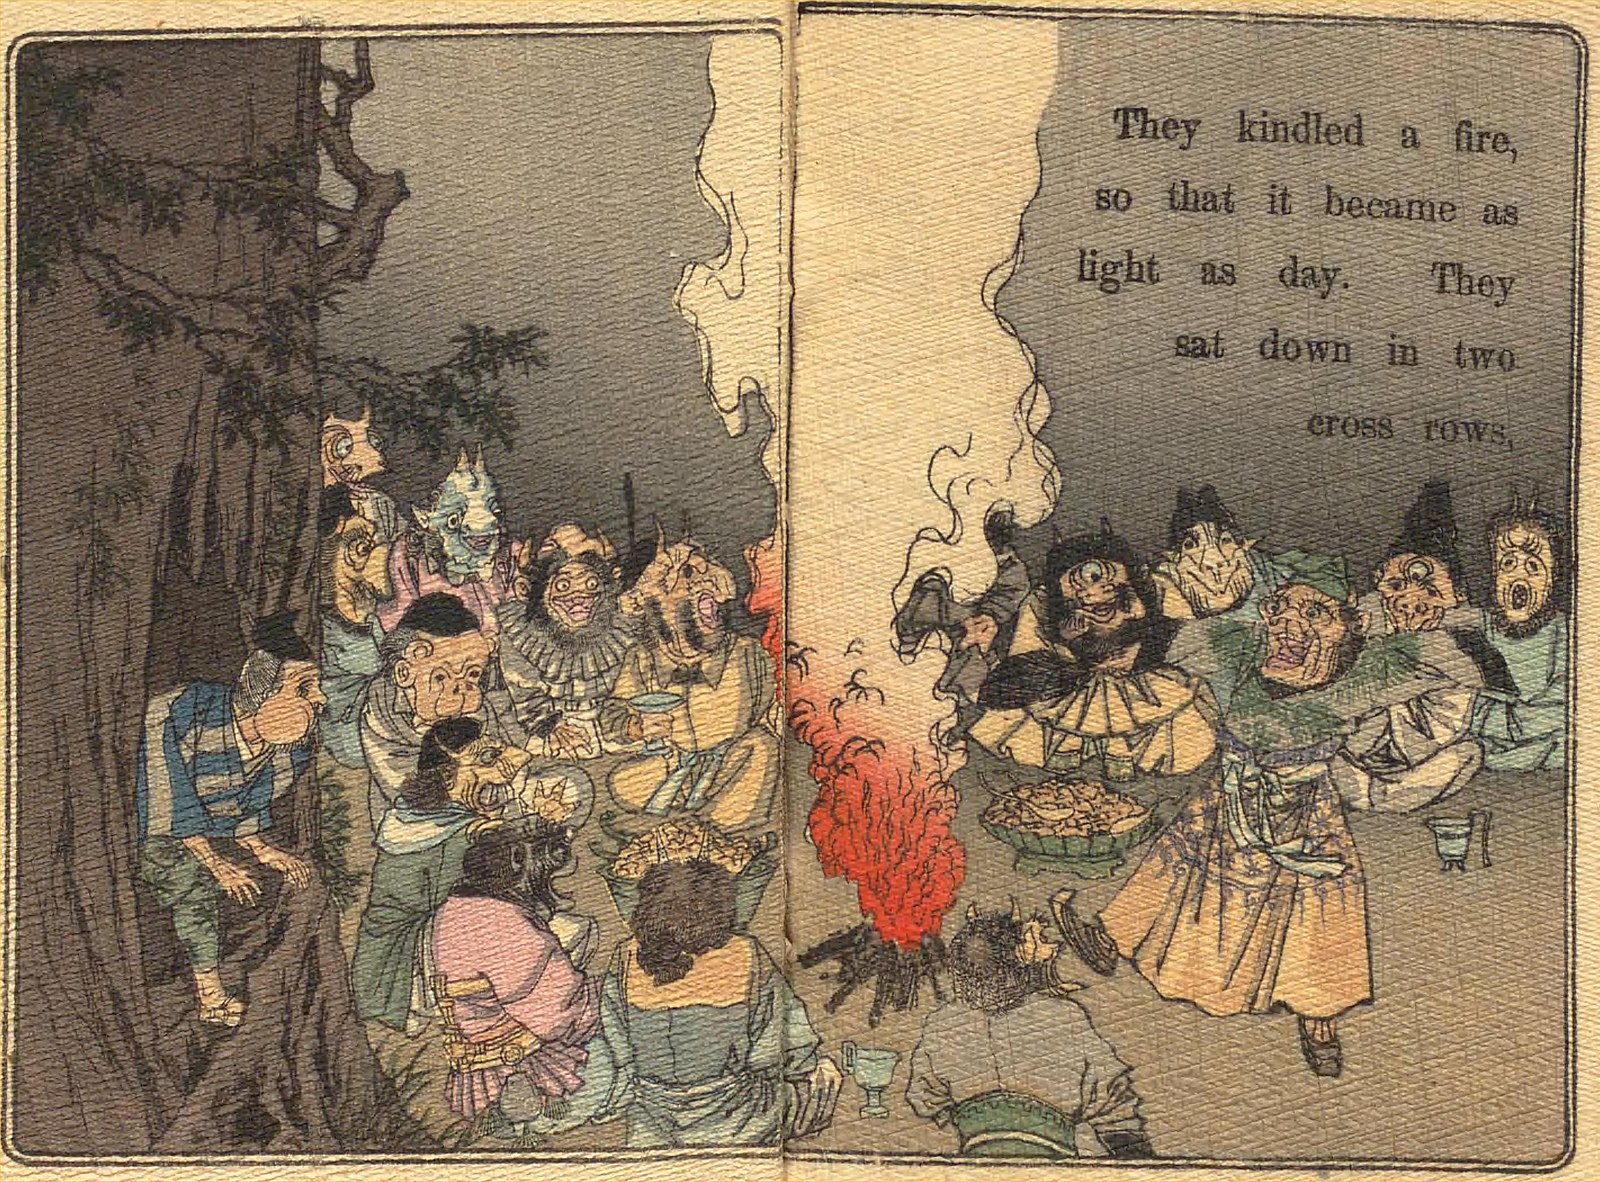 They kindled a fire,
so that it became as
light as day. They
sat down in two
cross rows,